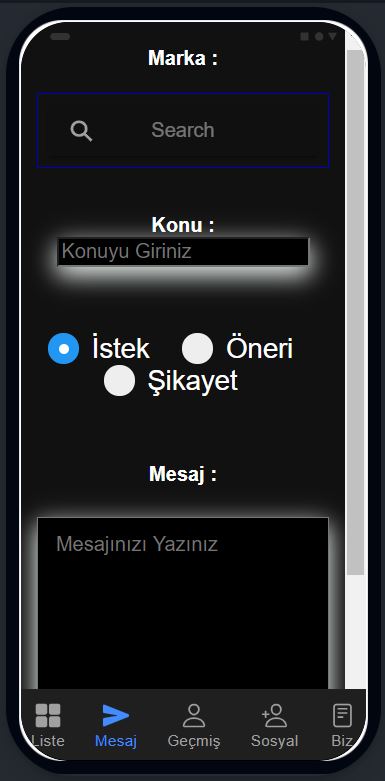 Marka :
Search
Konu :
Konuyu Giriniz
İstek Öneri
Şikayet
Mesaj :
Mesajınızı Yazınız
Liste Mesaj Geçmiş Sosyal Biz